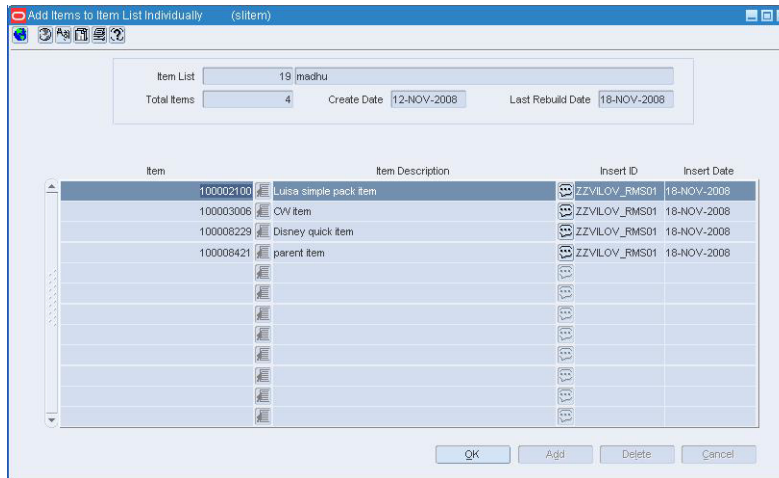 Add Items to Item List Individually (slitem)
Item List 19 madhu
Total Items 4 Create Date 12-NOV-2008 Last Rebuild Date 18-NOV-2008
Item Item Description Insert ID Insert Date
100002100 Luisa simple pack item ZZVILOV_RMS01 18-NOV-2008
100003006 CW item ZZVILOV_RMS01 18-NOV-2008
100008229 Disney quick item ZZVILOV_RMS01 18-NOV-2008
100008421 parent item ZZVILOV_RMS01 18-NOV-2008
OK Add Delete Cancel